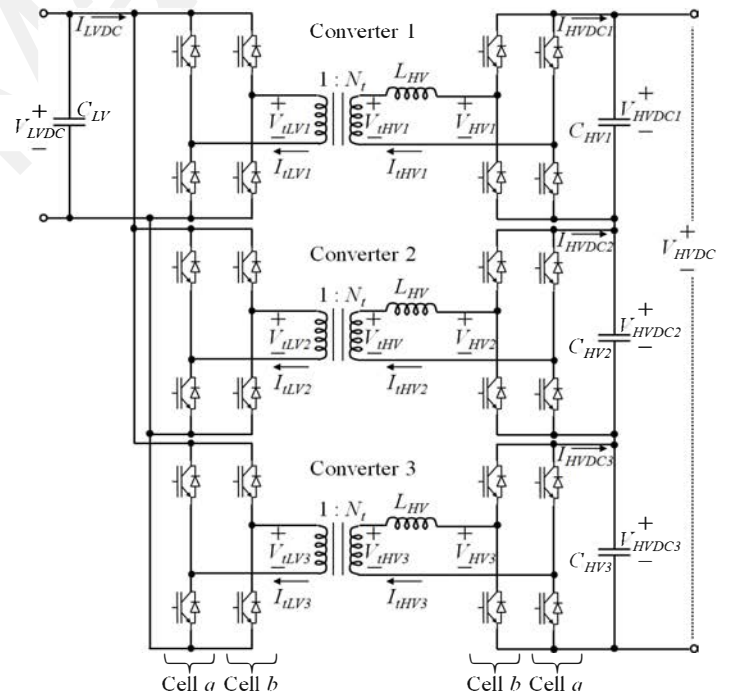 I_LVDC Converter 1 I_HVDC1
1 : N_t L_HV
V_LVDC + − C_LV + V_tLV1 − + V_tHV1 − + V_HV1 − C_HV1 V_HVDC1 + −
I_tLV1 I_tHV1
Converter 2 I_HVDC2 + V_HVDC −
1 : N_t L_HV
+ V_tLV2 − + V_tHV − + V_HV2 − C_HV2 + V_HVDC2 −
I_tLV2 I_tHV2
Converter 3 I_HVDC3
1 : N_t L_HV
+ V_tLV3 − + V_tHV3 − + V_HV3 − C_HV3 + V_HVDC3 −
I_tLV3 I_tHV3
Cell a Cell b Cell b Cell a